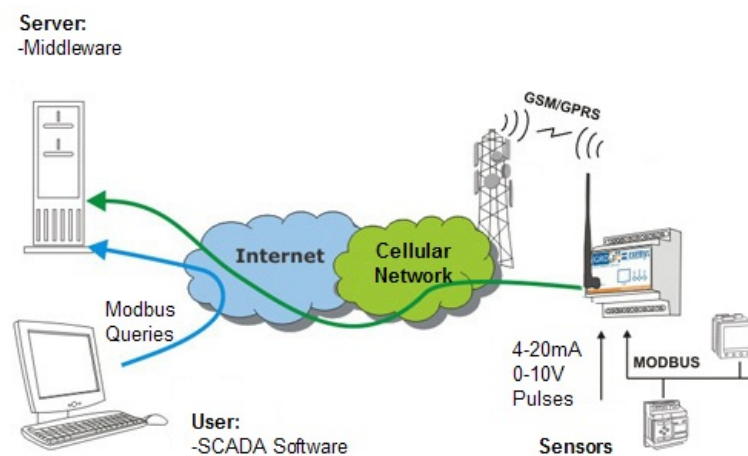 Server:
-Middleware
GSM/GPRS
Internet
Cellular
Network
Modbus
Queries
4-20mA
0-10V
Pulses
MODBUS
User:
-SCADA Software
Sensors